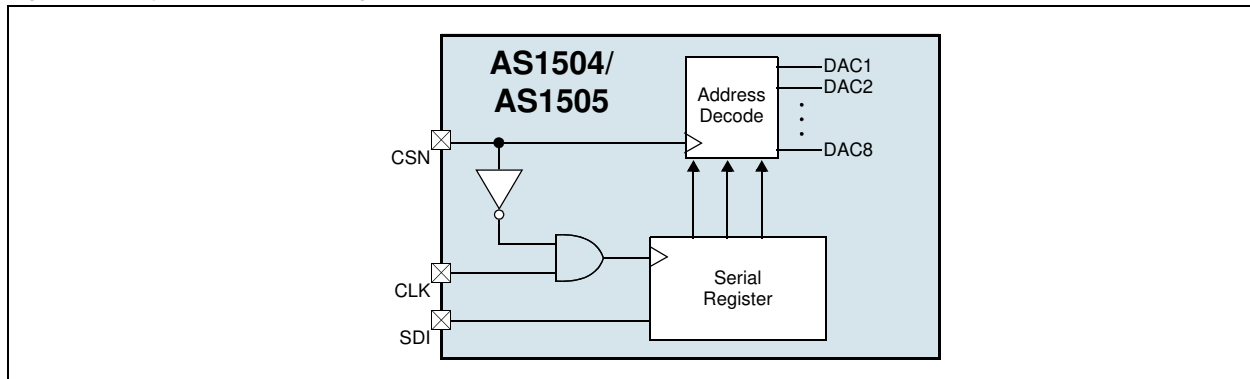 AS1504/
AS1505
Address
Decode
DAC1
DAC2
DAC8
CSN
CLK
SDI
Serial
Register